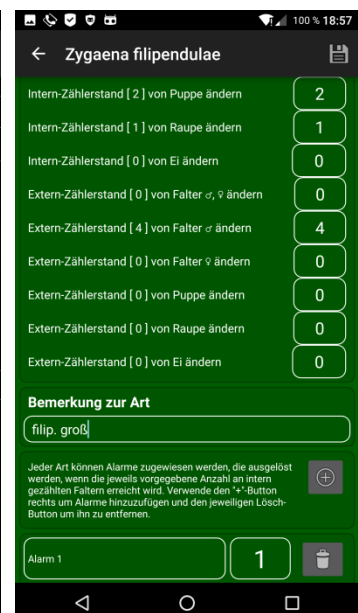 100 % 18:57
Zygaena filipendulae
Intern-Zählerstand [ 2 ] von Puppe ändern 2
Intern-Zählerstand [ 1 ] von Raupe ändern 1
Intern-Zählerstand [ 0 ] von Ei ändern 0
Extern-Zählerstand [ 0 ] von Falter ♂, ♀ ändern 0
Extern-Zählerstand [ 4 ] von Falter ♂ ändern 4
Extern-Zählerstand [ 0 ] von Falter ♀ ändern 0
Extern-Zählerstand [ 0 ] von Puppe ändern 0
Extern-Zählerstand [ 0 ] von Raupe ändern 0
Extern-Zählerstand [ 0 ] von Ei ändern 0
Bemerkung zur Art
filip. groß
Jeder Art können Alarme zugewiesen werden, die ausgelöst
werden, wenn die jeweils vorgegebene Anzahl an intern
gezählten Faltern erreicht wird. Verwende den "+"-Button
rechts um Alarme hinzuzufügen und den jeweiligen Lösch-
Button um ihn zu entfernen.
Alarm 1 1